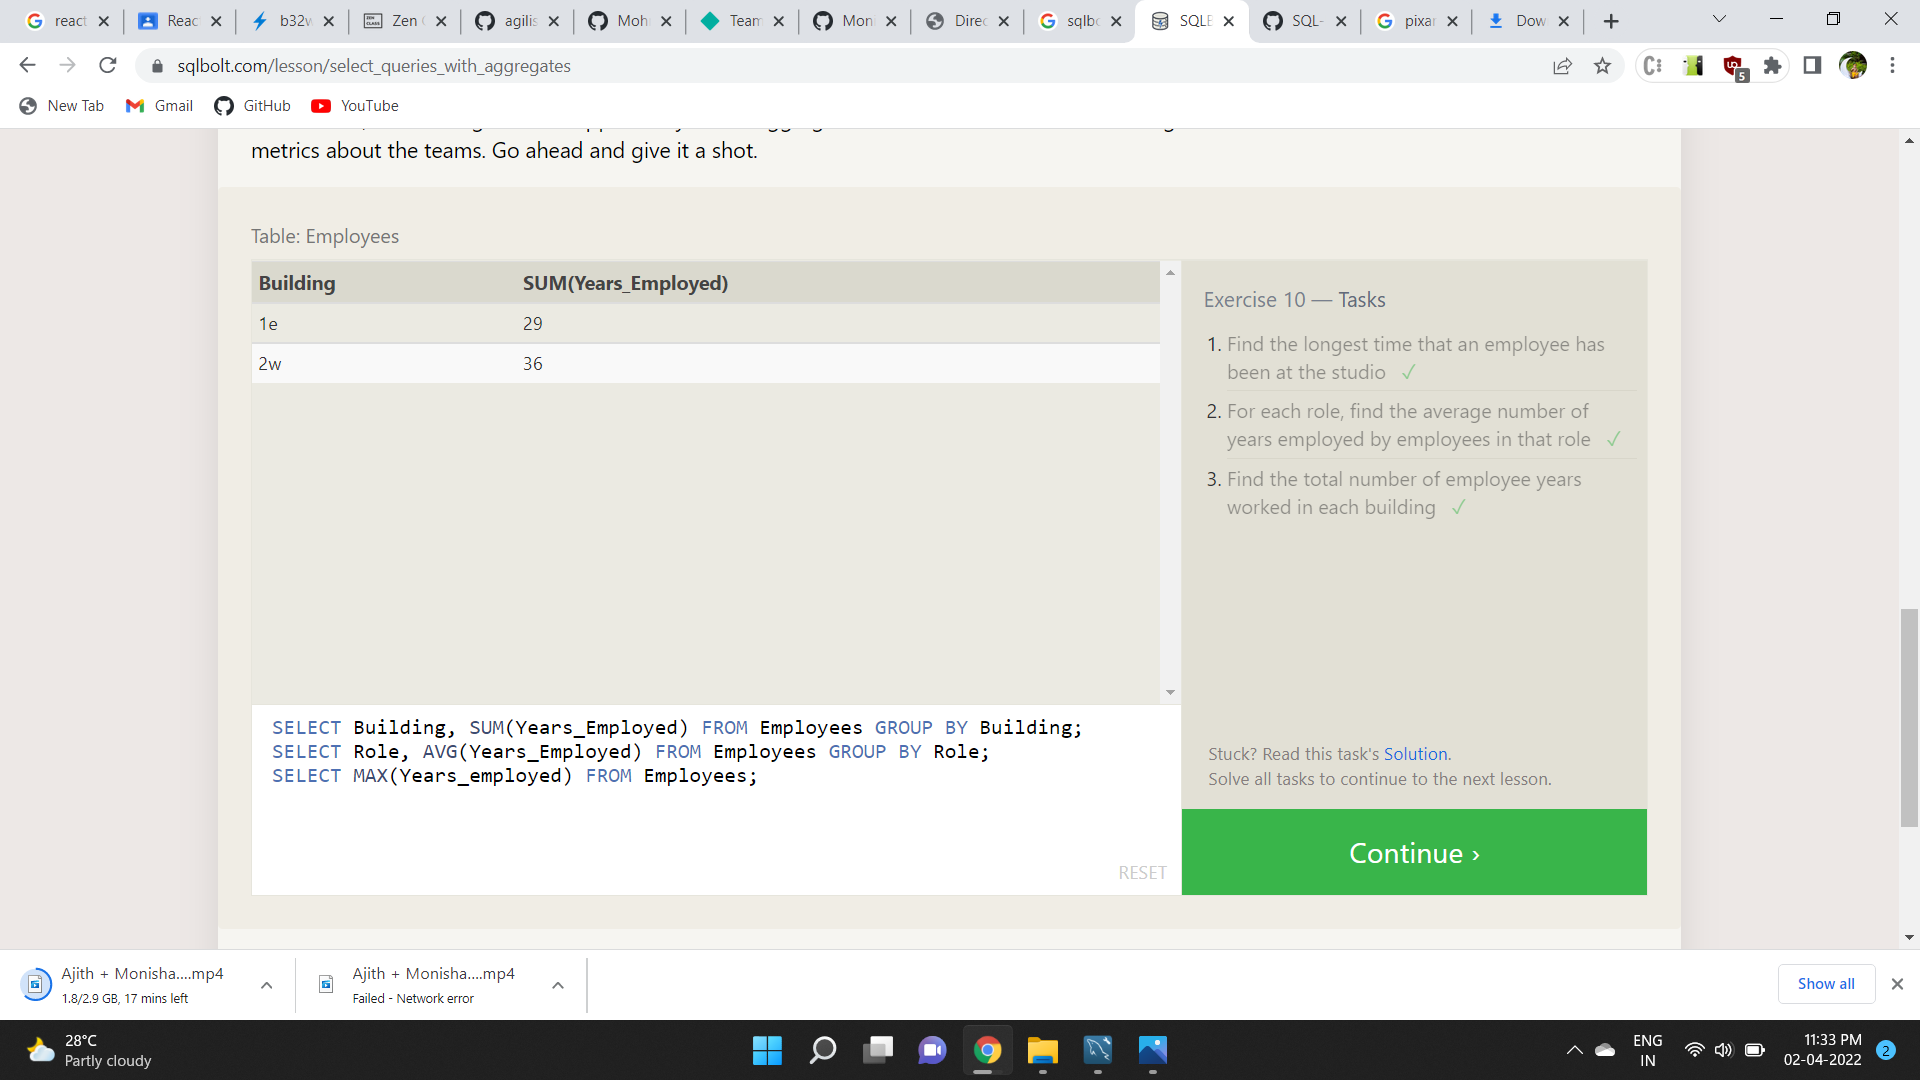 react
Reac
b32w
Zen
agilis
Moh
Team
Moni
Direc
sqlbo
SQLB
SQL-
pixar
Dow
sqlbolt.com/lesson/select_queries_with_aggregates
5
New Tab
Gmail
GitHub
YouTube
metrics about the teams. Go ahead and give it a shot.
Table: Employees
Building SUM(Years_Employed)
1e 29
2w 36
Exercise 10 — Tasks
1. Find the longest time that an employee has
been at the studio ✓
2. For each role, find the average number of
years employed by employees in that role ✓
3. Find the total number of employee years
worked in each building ✓
SELECT Building, SUM(Years_Employed) FROM Employees GROUP BY Building;
SELECT Role, AVG(Years_Employed) FROM Employees GROUP BY Role;
SELECT MAX(Years_employed) FROM Employees;
RESET
Stuck? Read this task's Solution.
Solve all tasks to continue to the next lesson.
Continue ›
Ajith + Monisha....mp4
1.8/2.9 GB, 17 mins left
Ajith + Monisha....mp4
Failed - Network error
Show all
28°C
Partly cloudy
ENG
IN
11:33 PM
02-04-2022
2